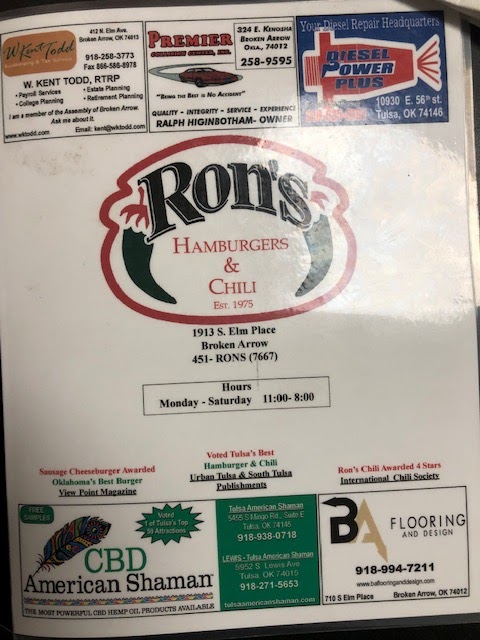 W Kent Todd
412 N. Elm Ave.
Broken Arrow, OK 74013
918-258-3773
Fax 866-586-8978
W. KENT TODD, RTRP
• Payroll Services • Estate Planning
• College Planning • Retirement Planning
I am a member of the Assembly of Broken Arrow.
Ask me about it.
www.wktodd.com Email: kent@wktodd.com
PREMIER
324 E. KENOSHA
BROKEN ARROW
OKLA., 74012
258-9595
"BEING THE BEST IS NO ACCIDENT"
QUALITY - INTEGRITY - SERVICE - EXPERIENCE
RALPH HIGINBOTHAM- OWNER
Your Diesel Repair Headquarters
DIESEL
POWER
PLUS
10930 E. 56th st.
Tulsa, OK 74146
Ron's
HAMBURGERS
&
CHILI
EST. 1975
1913 S. Elm Place
Broken Arrow
451- RONS (7667)
Hours
Monday - Saturday 11:00- 8:00
Sausage Cheeseburger Awarded
Oklahoma's Best Burger
View Point Magazine
Voted Tulsa's Best
Hamburger & Chili
Urban Tulsa & South Tulsa
Publishments
Ron's Chili Awarded 4 Stars
International Chili Society
FREE
SAMPLES
Voted
1 of Tulsa's Top
50 Attractions
CBD
American Shaman
THE MOST POWERFUL CBD HEMP OIL PRODUCTS AVAILABLE
Tulsa American Shaman
5455 S Mingo Rd., Suite E
Tulsa, OK 74145
918-938-0718
LEWIS - Tulsa American Shaman
5952 S. Lewis Ave
Tulsa, OK 74015
918-271-5653
tulsaamericanshaman.com
BA FLOORING
AND DESIGN
918-994-7211
www.baflooringanddesign.com
710 S Elm Place Broken Arrow, OK 74012